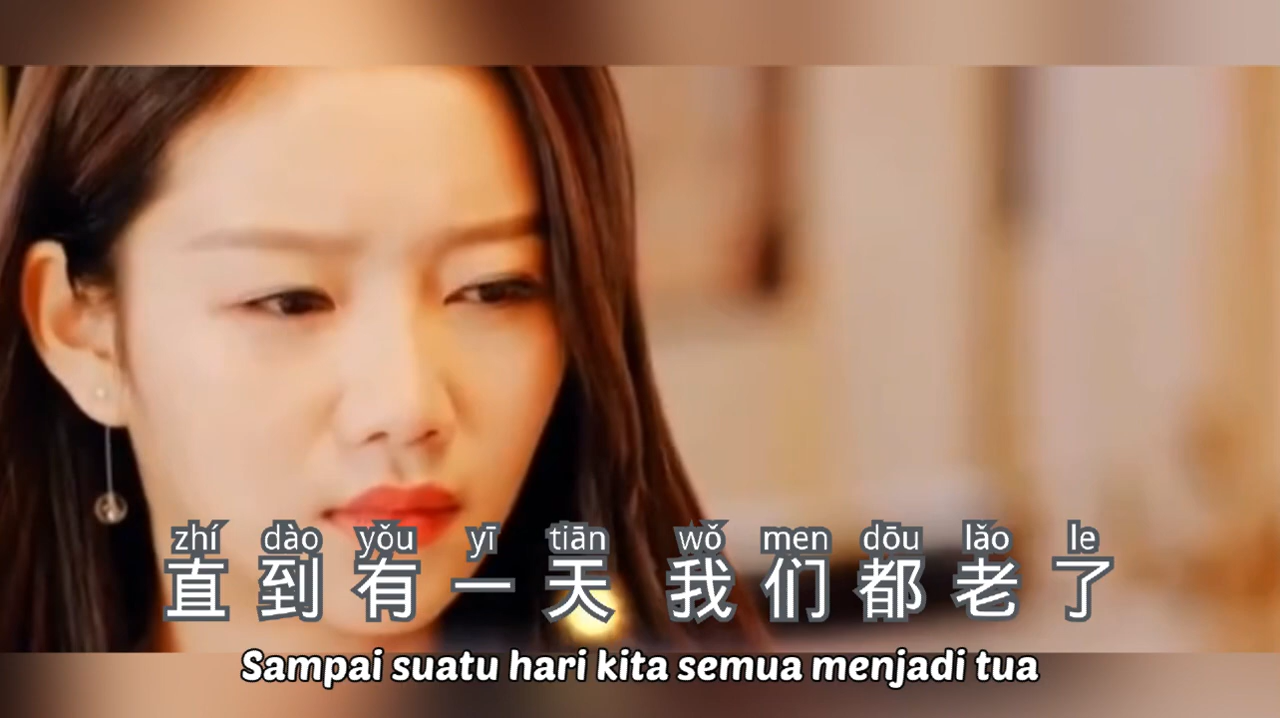 zhí dào yǒu yī tiān wǒ men dōu lǎo le
直到有一天 我们都老了
Sampai suatu hari kita semua menjadi tua